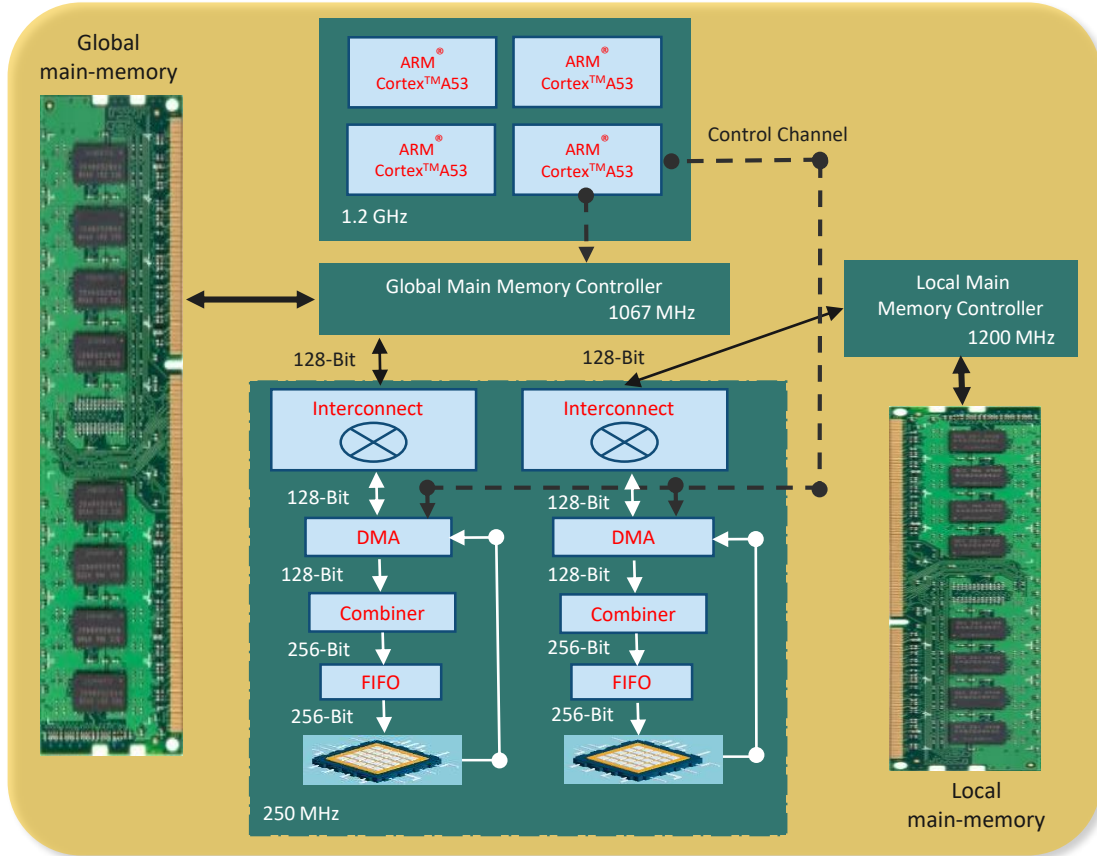 Global
main-memory
ARM®
Cortex™A53
ARM®
Cortex™A53
ARM®
Cortex™A53
ARM®
Cortex™A53
1.2 GHz
Control Channel
Global Main Memory Controller
1067 MHz
Local Main
Memory Controller
1200 MHz
128-Bit
128-Bit
Interconnect
Interconnect
128-Bit
128-Bit
DMA
DMA
128-Bit
128-Bit
Combiner
Combiner
256-Bit
256-Bit
FIFO
FIFO
256-Bit
256-Bit
250 MHz
Local
main-memory